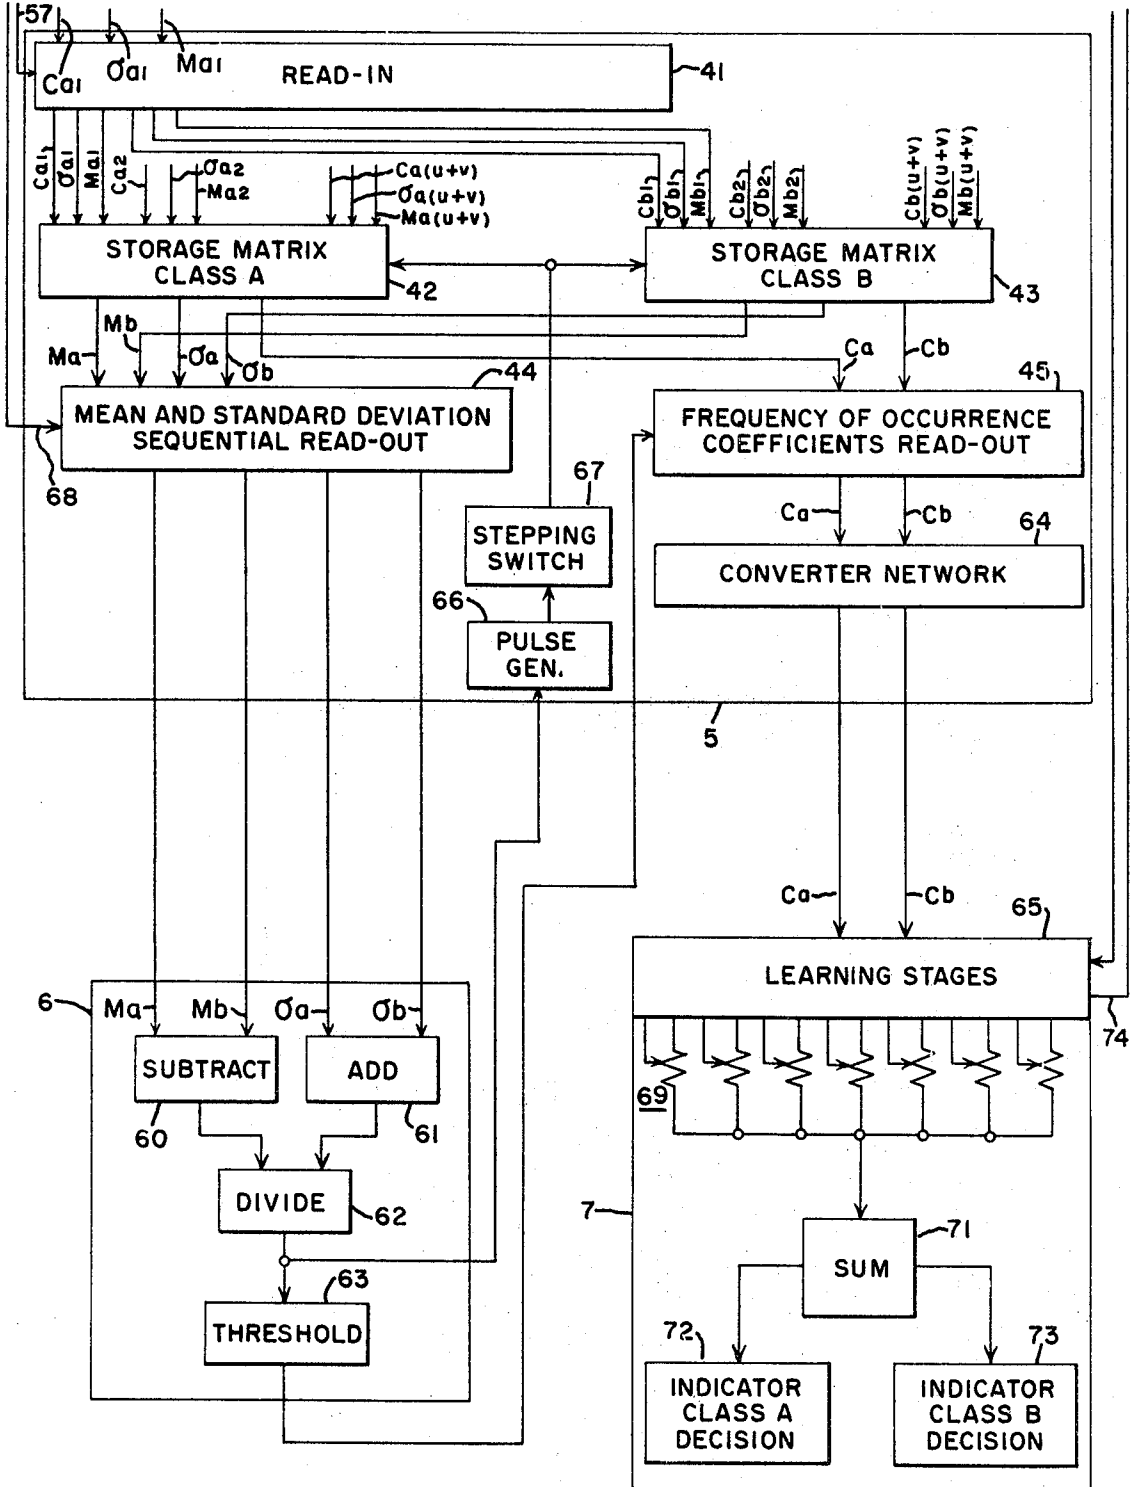 57
Ca1
σa1
Ma1
READ-IN
41
Ca1
σa1
Ma1
Ca2
σa2
Ma2
Ca(u+v)
σa(u+v)
Ma(u+v)
Cb1
σb1
Mb1
Cb2
σb2
Mb2
Cb(u+v)
σb(u+v)
Mb(u+v)
STORAGE MATRIX
CLASS A
42
STORAGE MATRIX
CLASS B
43
Ma
Mb
σa
σb
Ca
Cb
44
MEAN AND STANDARD DEVIATION
SEQUENTIAL READ-OUT
68
45
FREQUENCY OF OCCURRENCE
COEFFICIENTS READ-OUT
67
STEPPING
SWITCH
Ca
Cb
64
CONVERTER NETWORK
66
PULSE
GEN.
5
Ca
Cb
65
LEARNING STAGES
74
6
Ma
Mb
σa
σb
SUBTRACT
60
ADD
61
69
DIVIDE
62
63
THRESHOLD
7
71
SUM
72
INDICATOR
CLASS A
DECISION
73
INDICATOR
CLASS B
DECISION